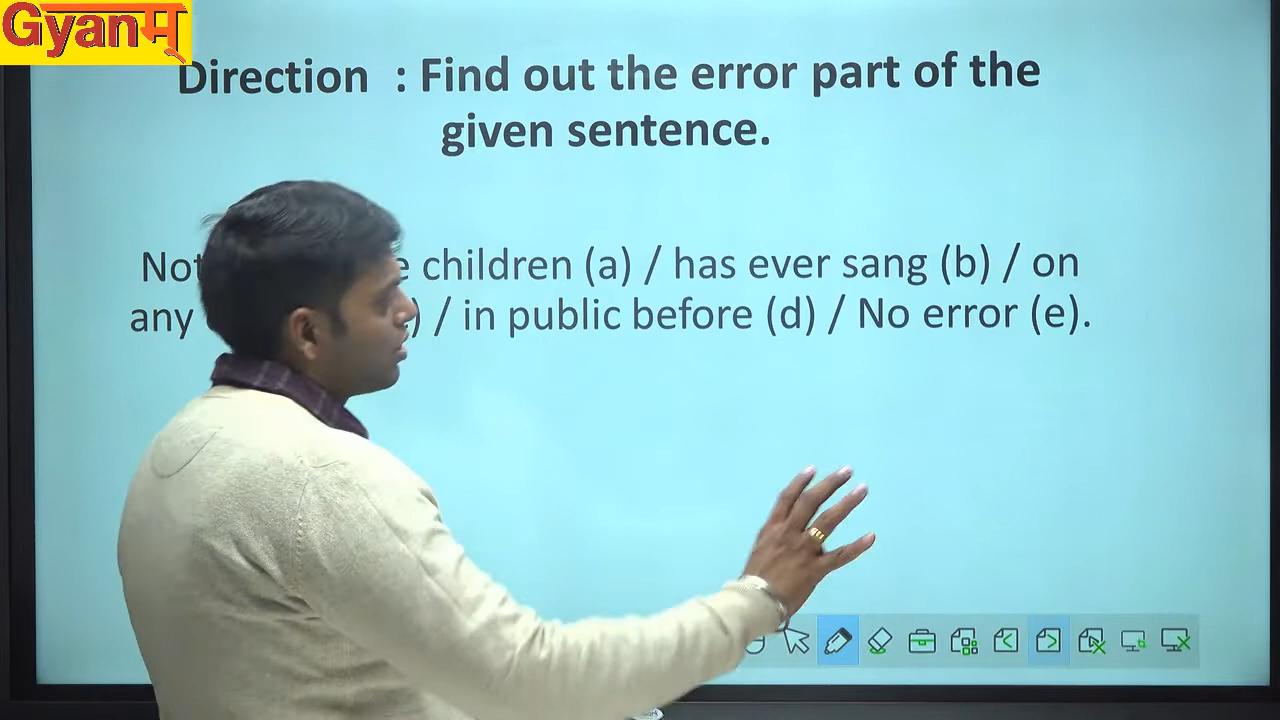 Gyanम्
Direction : Find out the error part of the
given sentence.
children (a) / has ever sang (b) / on
any / in public before (d) / No error (e).